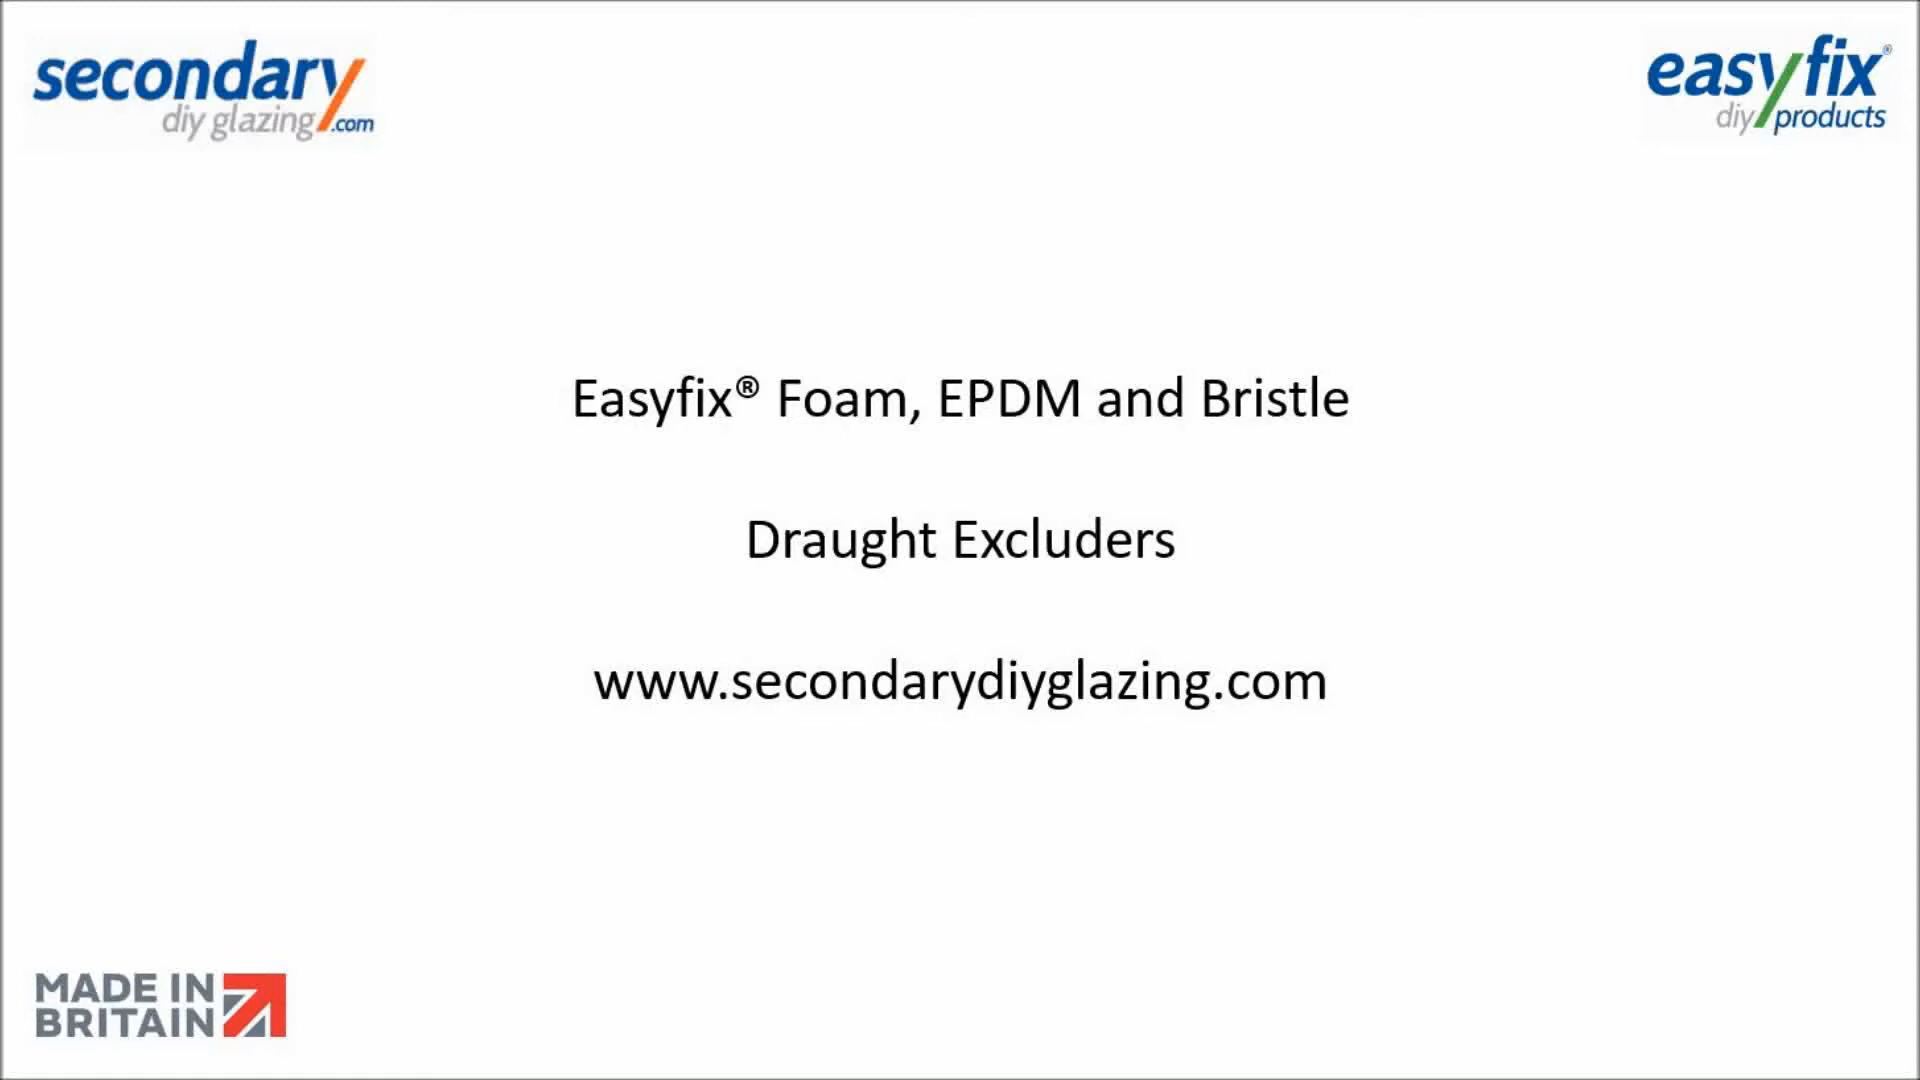 secondary
diy glazing.com
easyfix®
diy products
Easyfix® Foam, EPDM and Bristle
Draught Excluders
www.secondarydiyglazing.com
MADE IN
BRITAIN